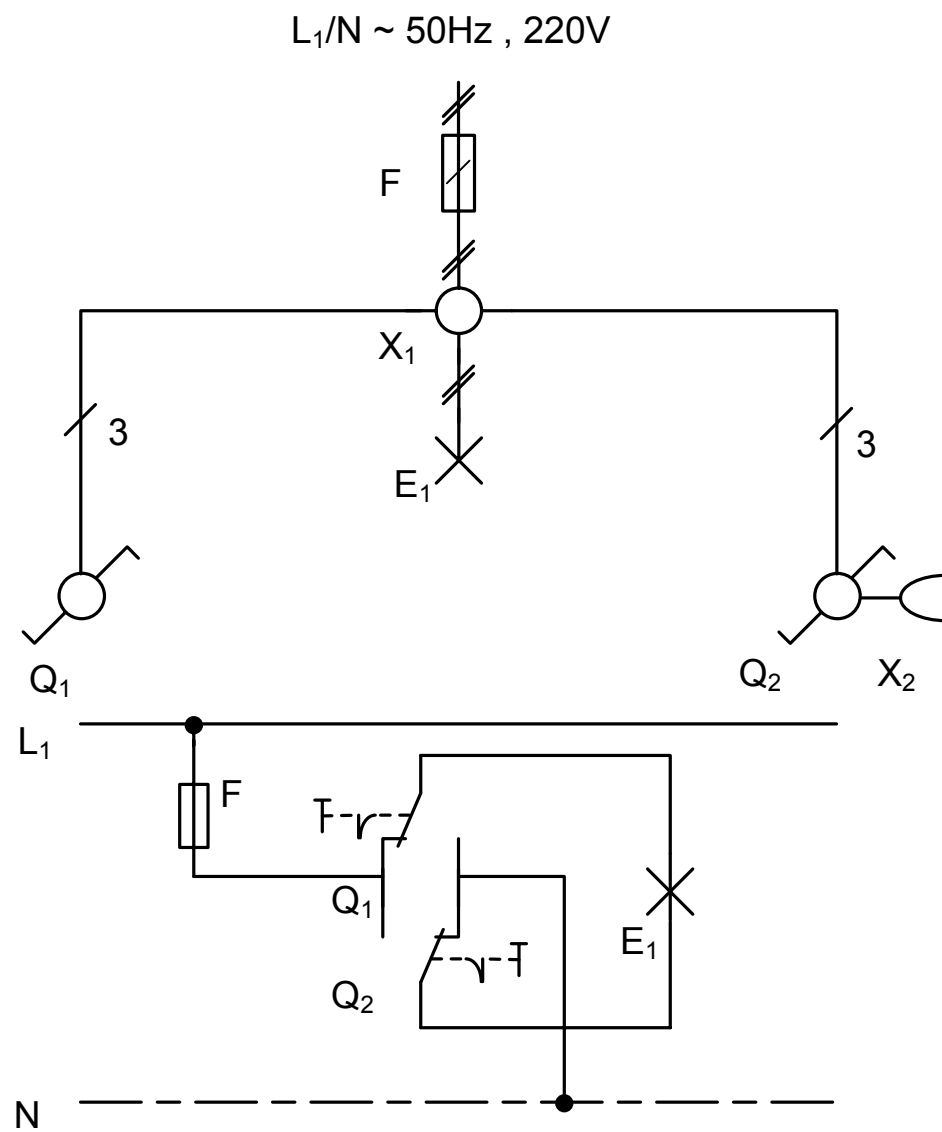 L₁/N ~ 50Hz , 220V
F
X₁
3
3
E₁
Q₁
Q₂
X₂
L₁
F
Q₁
E₁
Q₂
N